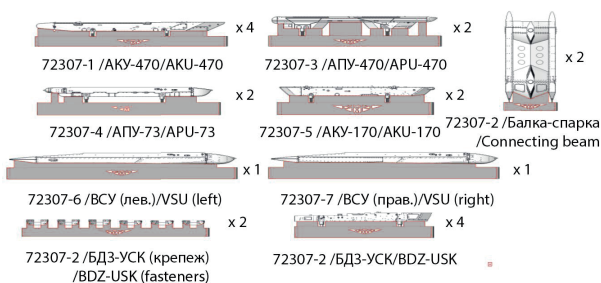 x 4
72307-1 /АКУ-470/AKU-470
x 2
72307-3 /АПУ-470/APU-470
x 2
72307-2 /Балка-спарка
/Connecting beam
x 2
72307-4 /АПУ-73/APU-73
x 2
72307-5 /АКУ-170/AKU-170
x 1
72307-6 /ВСУ (лев.)/VSU (left)
x 1
72307-7 /ВСУ (прав.)/VSU (right)
x 2
72307-2 /БДЗ-УСК (крепеж)
/BDZ-USK (fasteners)
x 4
72307-2 /БДЗ-УСК/BDZ-USK